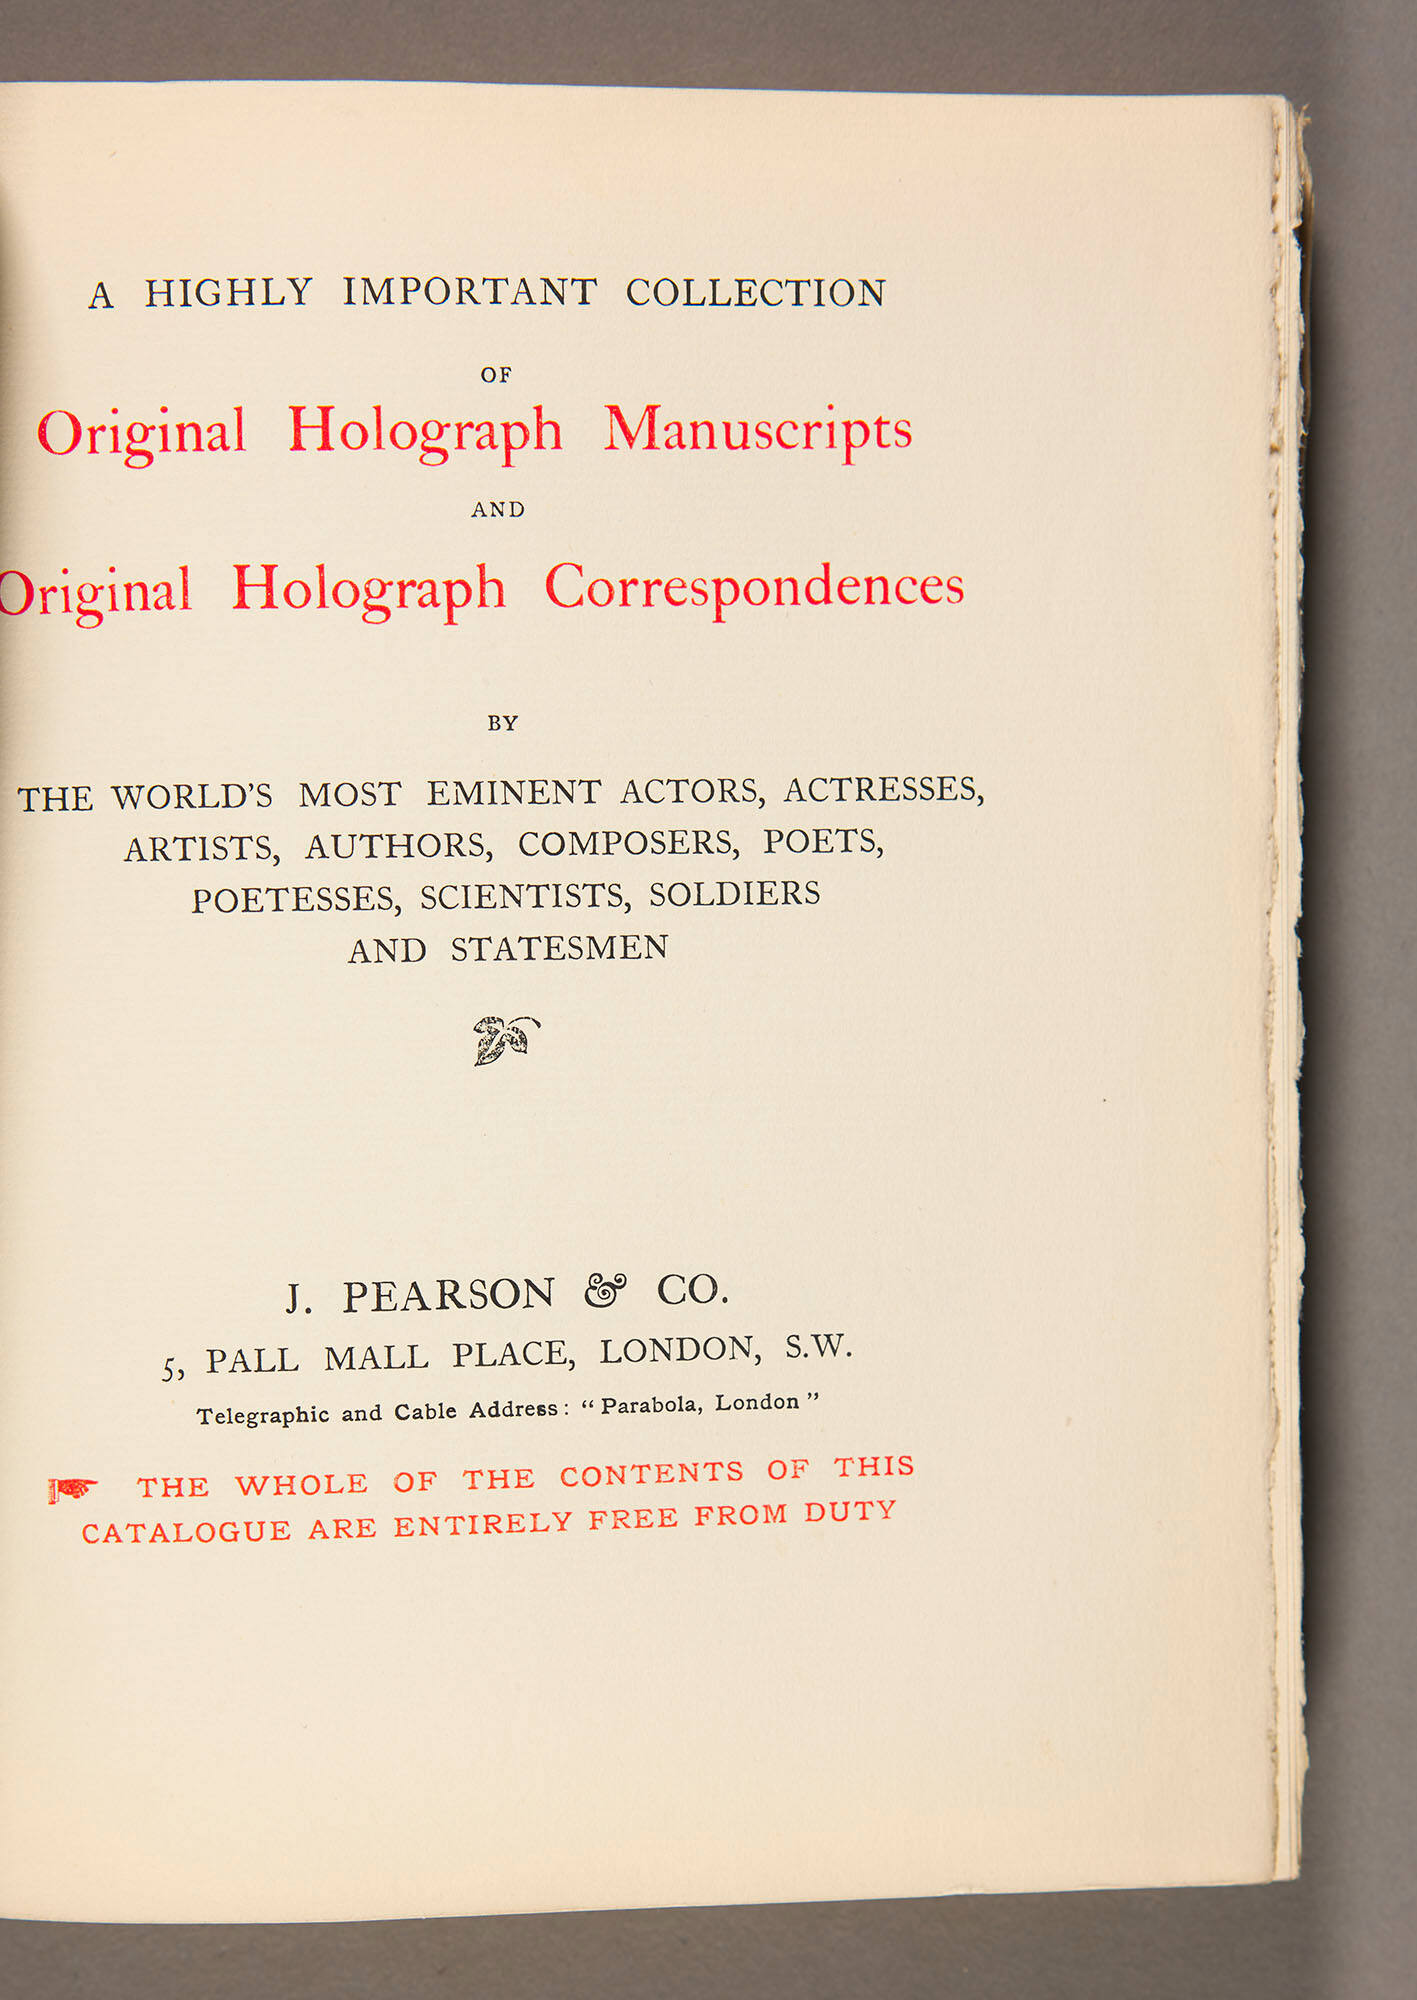 A HIGHLY IMPORTANT COLLECTION
OF
Original Holograph Manuscripts
AND
Original Holograph Correspondences
BY
THE WORLD'S MOST EMINENT ACTORS, ACTRESSES,
ARTISTS, AUTHORS, COMPOSERS, POETS,
POETESSES, SCIENTISTS, SOLDIERS
AND STATESMEN
J. PEARSON & CO.
5, PALL MALL PLACE, LONDON, S.W.
Telegraphic and Cable Address: "Parabola, London"
THE WHOLE OF THE CONTENTS OF THIS
CATALOGUE ARE ENTIRELY FREE FROM DUTY